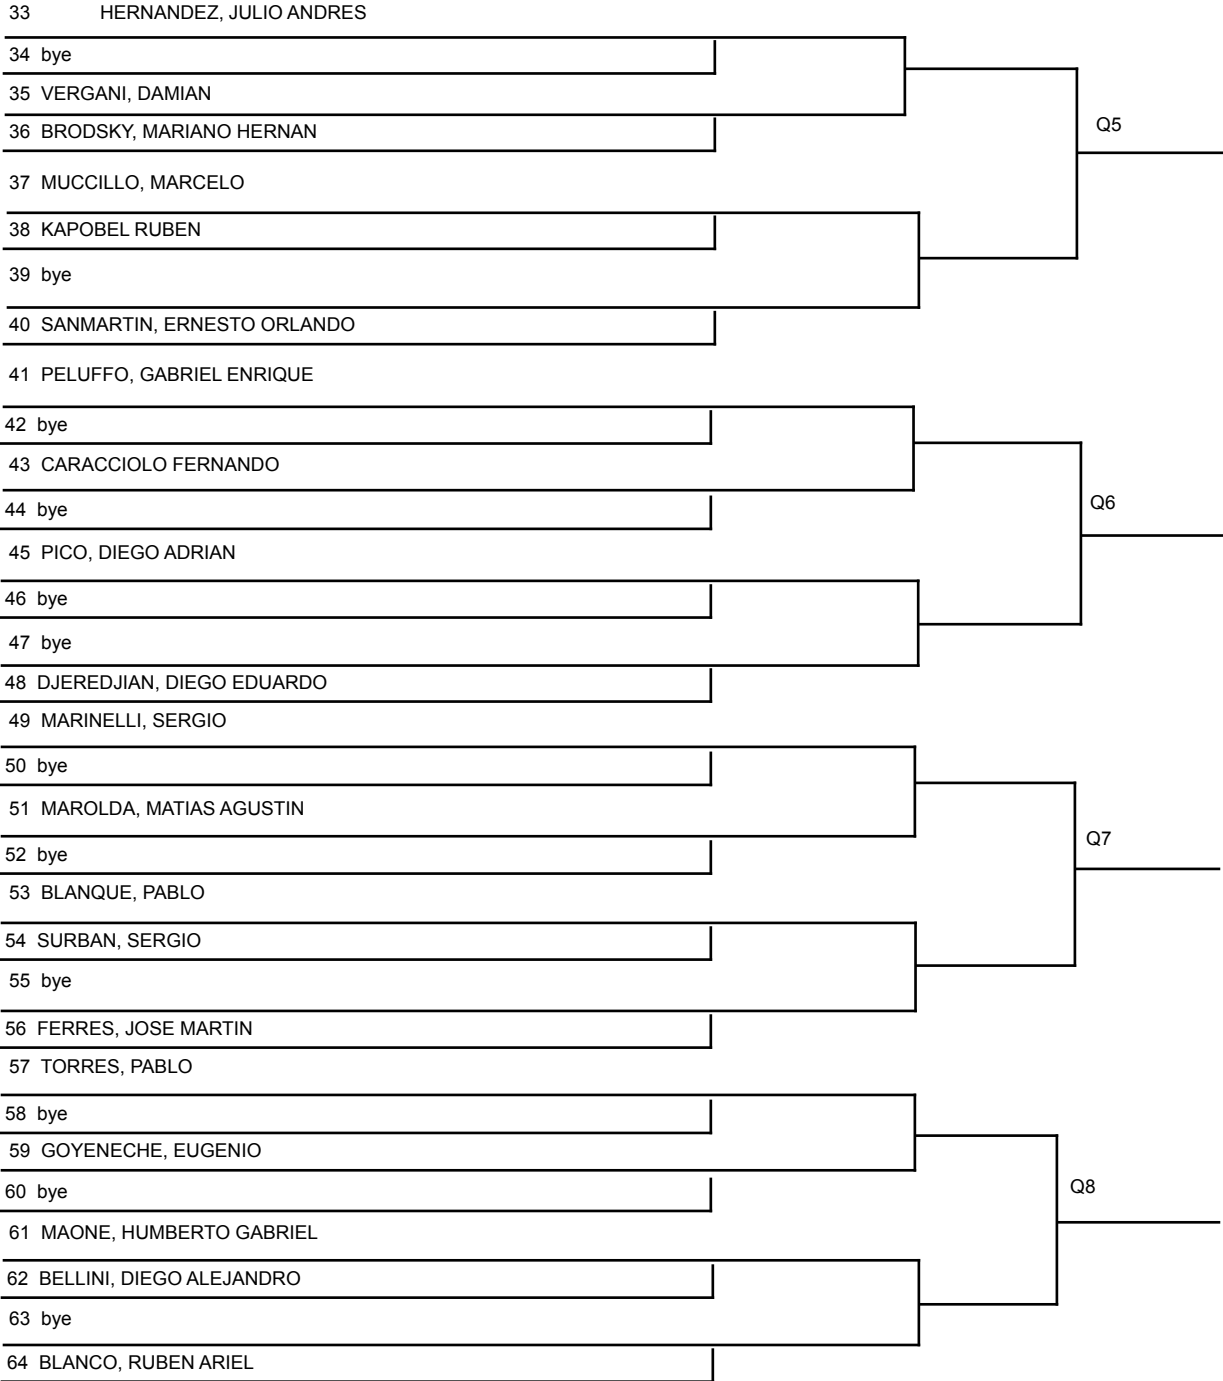 33 HERNANDEZ, JULIO ANDRES
34 bye
35 VERGANI, DAMIAN
36 BRODSKY, MARIANO HERNAN
Q5
37 MUCCILLO, MARCELO
38 KAPOBEL RUBEN
39 bye
40 SANMARTIN, ERNESTO ORLANDO
41 PELUFFO, GABRIEL ENRIQUE
42 bye
43 CARACCIOLO FERNANDO
44 bye
Q6
45 PICO, DIEGO ADRIAN
46 bye
47 bye
48 DJEREDJIAN, DIEGO EDUARDO
49 MARINELLI, SERGIO
50 bye
51 MAROLDA, MATIAS AGUSTIN
52 bye
Q7
53 BLANQUE, PABLO
54 SURBAN, SERGIO
55 bye
56 FERRES, JOSE MARTIN
57 TORRES, PABLO
58 bye
59 GOYENECHE, EUGENIO
60 bye
Q8
61 MAONE, HUMBERTO GABRIEL
62 BELLINI, DIEGO ALEJANDRO
63 bye
64 BLANCO, RUBEN ARIEL